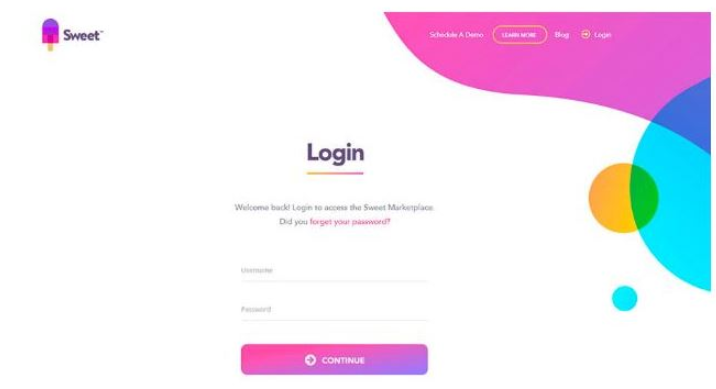 Sweet™
Schedule A Demo LEARN MORE Blog Login
Login
Welcome back! Login to access the Sweet Marketplace.
Did you forget your password?
Username
Password
CONTINUE